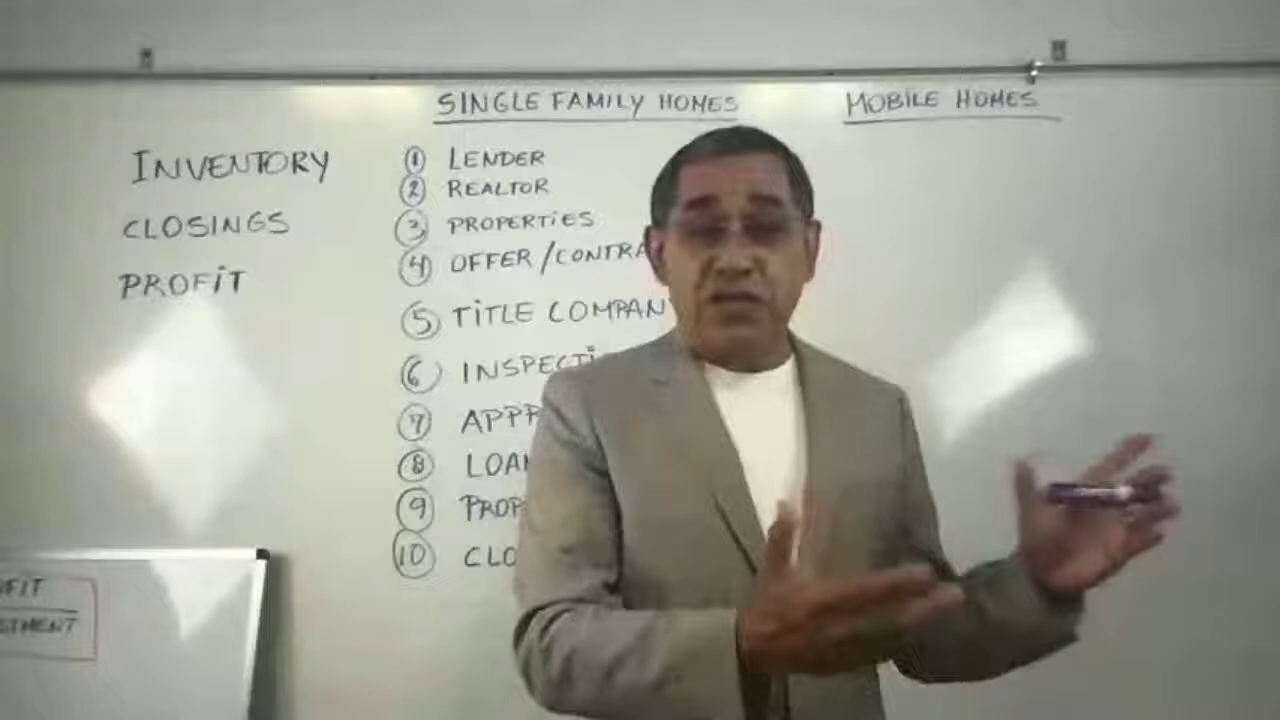 SINGLE FAMILY HOMES
MOBILE HOMES
INVENTORY
CLOSINGS
PROFIT
① LENDER
② REALTOR
③ PROPERTIES
④ OFFER /CONTRA
⑤ TITLE COMPAN
⑥ INSPECTI
⑦ APPR
⑧ LOAN
⑨ PROP
⑩ CLO
FIT
STMENT